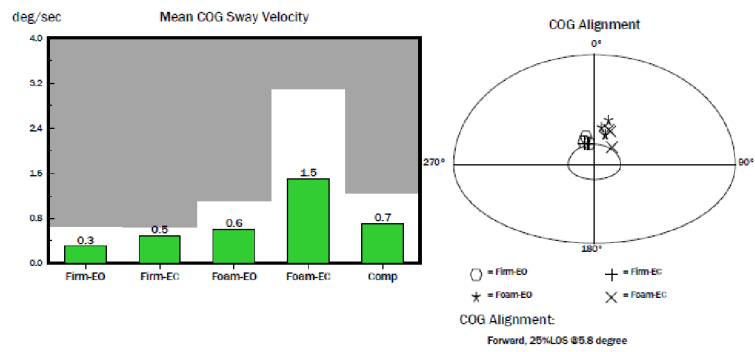 deg/sec
Mean COG Sway Velocity
4.0
3.2
2.4
1.6
0.8
0.0
0.3
0.5
0.6
1.5
0.7
Firm-EO
Firm-EC
Foam-EO
Foam-EC
Comp
COG Alignment
0°
270°
90°
180°
= Firm-EO
= Firm-EC
= Foam-EO
= Foam-EC
COG Alignment:
Forward, 25%LOS @5.8 degree